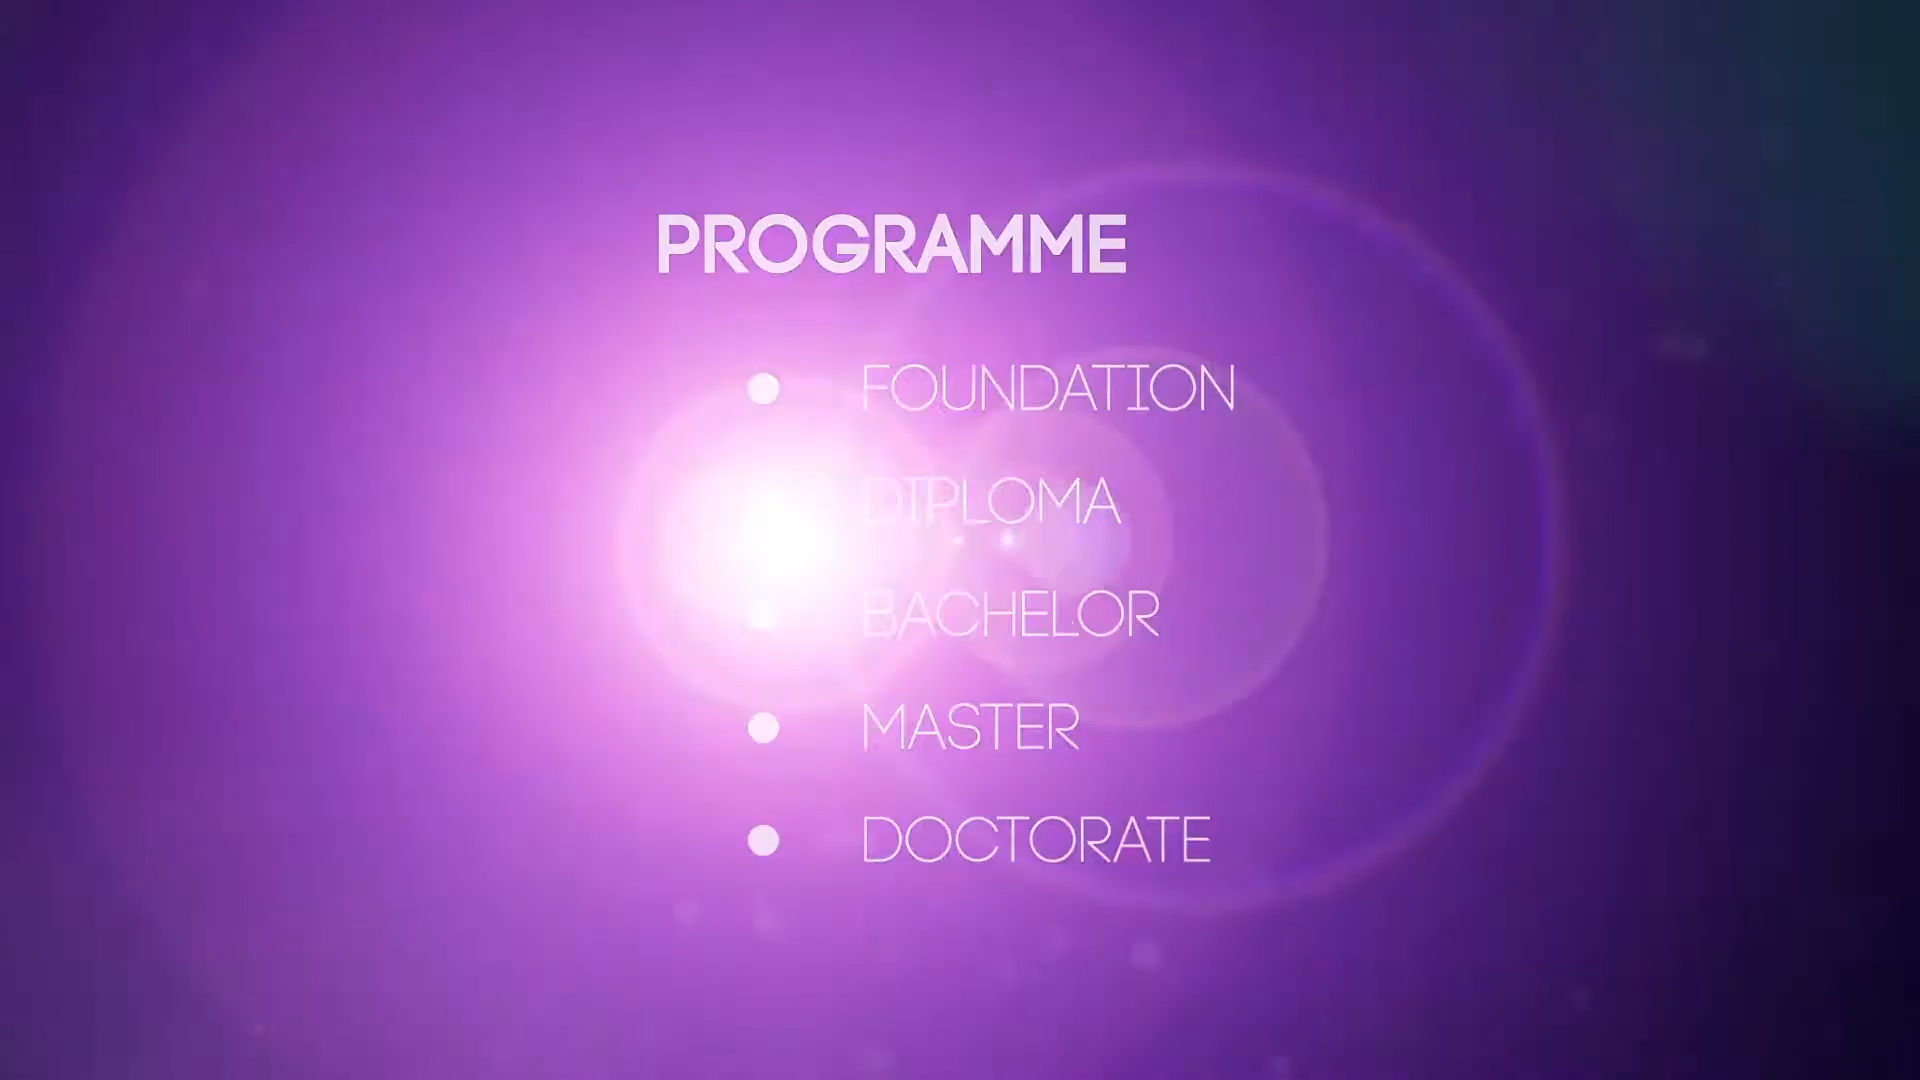 PROGRAMME
● FOUNDATION
DIPLOMA
● BACHELOR
● MASTER
● DOCTORATE